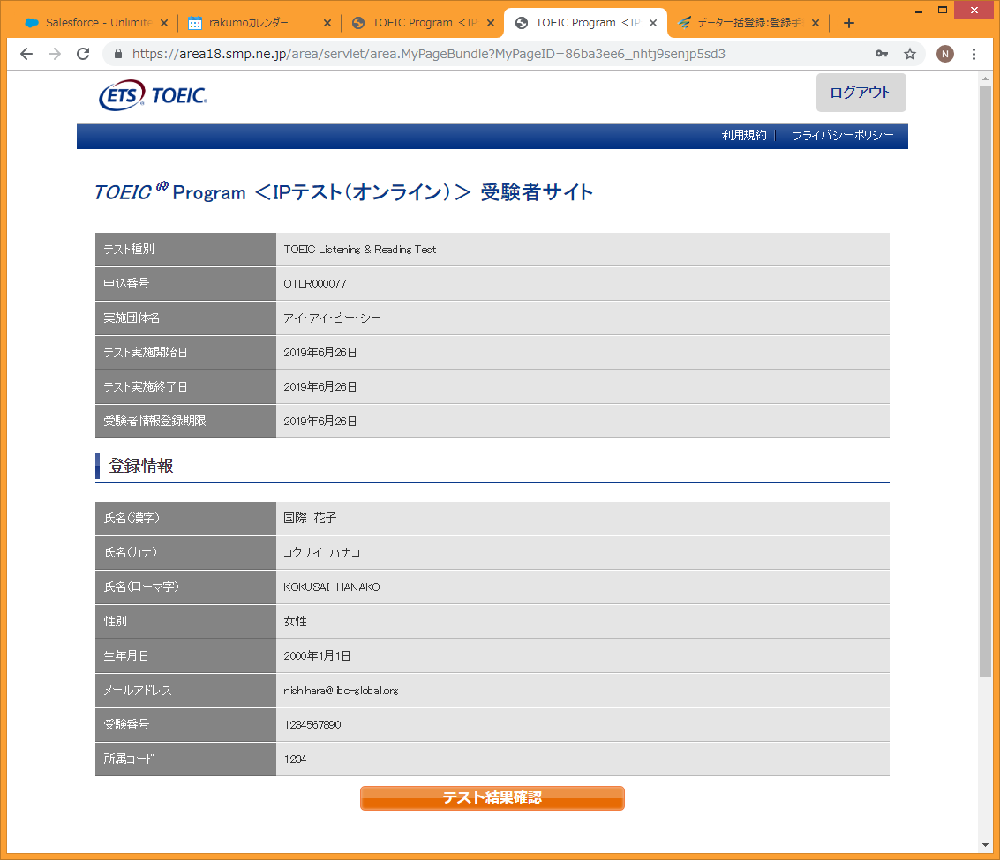 Salesforce - Unlimite
rakumoカレンダー
TOEIC Program <IP
TOEIC Program <IP
データ一括登録:登録手
https://area18.smp.ne.jp/area/servlet/area.MyPageBundle?MyPageID=86ba3ee6_nhtj9senjp5sd3
N
ETS® TOEIC®
ログアウト
利用規約 | プライバシーポリシー
TOEIC® Program <IPテスト(オンライン)> 受験者サイト
テスト種別 TOEIC Listening & Reading Test
申込番号 OTLR000077
実施団体名 アイ・アイ・ビー・シー
テスト実施開始日 2019年6月26日
テスト実施終了日 2019年6月26日
受験者情報登録期限 2019年6月26日
登録情報
氏名(漢字) 国際 花子
氏名(カナ) コクサイ ハナコ
氏名(ローマ字) KOKUSAI HANAKO
性別 女性
生年月日 2000年1月1日
メールアドレス nishihara@iibc-global.org
受験番号 1234567890
所属コード 1234
テスト結果確認